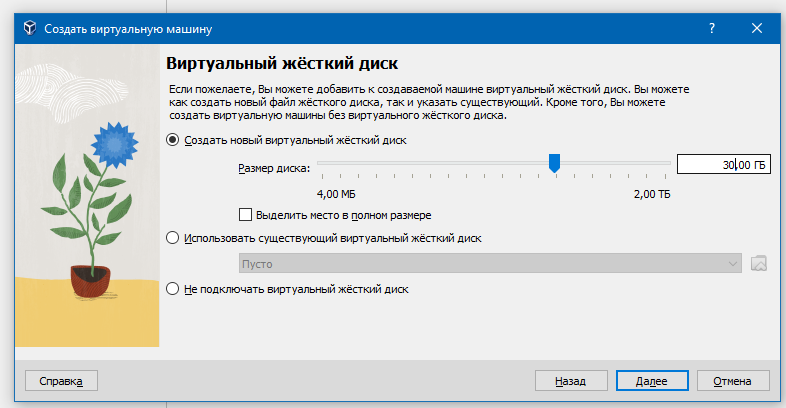 Создать виртуальную машину
Виртуальный жёсткий диск
Если пожелаете, Вы можете добавить к создаваемой машине виртуальный жёсткий диск. Вы можете
как создать новый файл жёсткого диска, так и указать существующий. Кроме того, Вы можете
создать виртуальную машины без виртуального жёсткого диска.
Создать новый виртуальный жёсткий диск
Размер диска:
30,00 ГБ
4,00 МБ
2,00 ТБ
Выделить место в полном размере
Использовать существующий виртуальный жёсткий диск
Пусто
Не подключать виртуальный жёсткий диск
Справка
Назад
Далее
Отмена